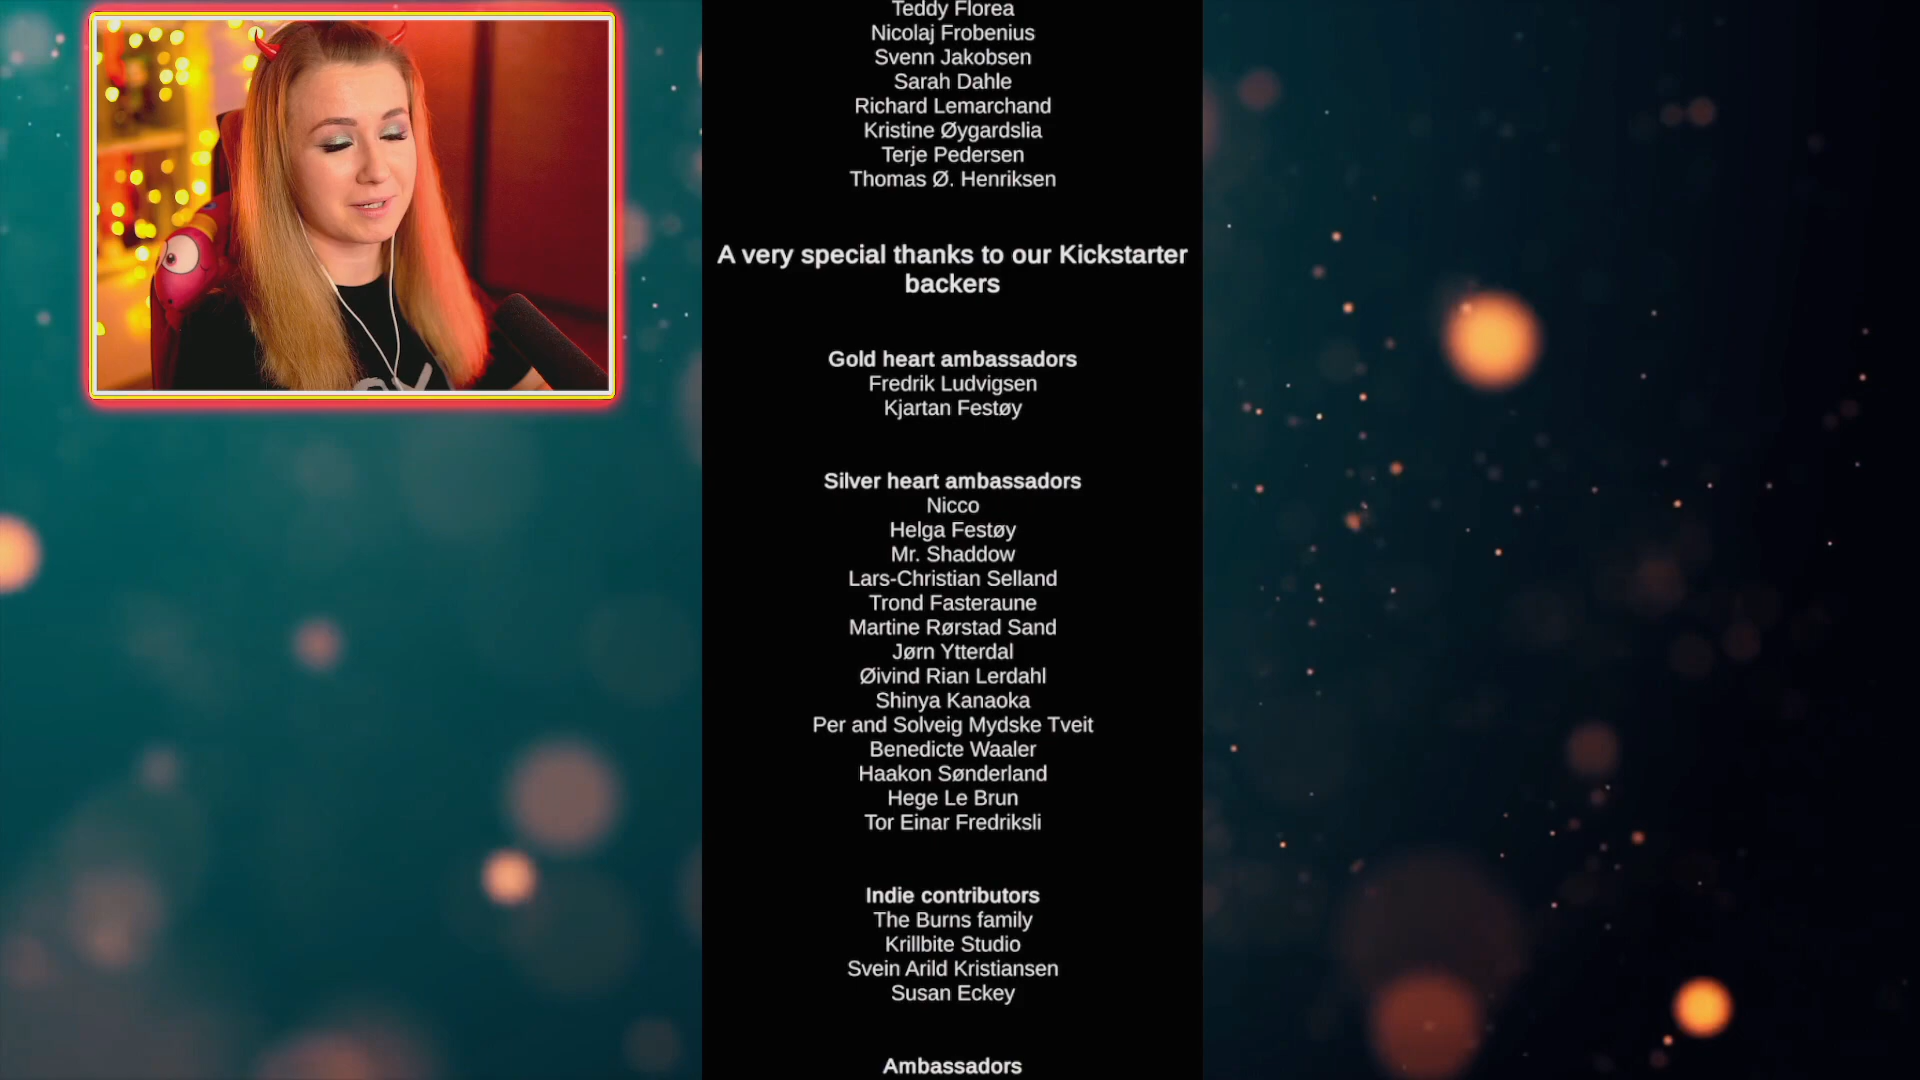 Teddy Florea
Nicolaj Frobenius
Svenn Jakobsen
Sarah Dahle
Richard Lemarchand
Kristine Øygardslia
Terje Pedersen
Thomas Ø. Henriksen
A very special thanks to our Kickstarter
backers
Gold heart ambassadors
Fredrik Ludvigsen
Kjartan Festøy
Silver heart ambassadors
Nicco
Helga Festøy
Mr. Shaddow
Lars-Christian Selland
Trond Fasteraune
Martine Rørstad Sand
Jørn Ytterdal
Øivind Rian Lerdahl
Shinya Kanaoka
Per and Solveig Mydske Tveit
Benedicte Waaler
Haakon Sønderland
Hege Le Brun
Tor Einar Fredriksli
Indie contributors
The Burns family
Krillbite Studio
Svein Arild Kristiansen
Susan Eckey
Ambassadors